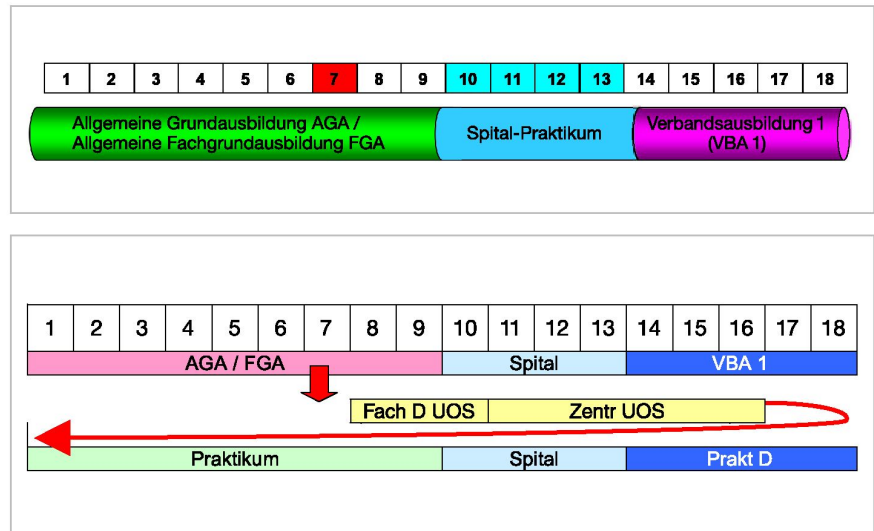 1 2 3 4 5 6 7 8 9 10 11 12 13 14 15 16 17 18
Allgemeine Grundausbildung AGA /
Allgemeine Fachgrundausbildung FGA
Spital-Praktikum
Verbandsausbildung 1
(VBA 1)
1 2 3 4 5 6 7 8 9 10 11 12 13 14 15 16 17 18
AGA / FGA Spital VBA 1
Fach D UOS Zentr UOS
Praktikum Spital Prakt D